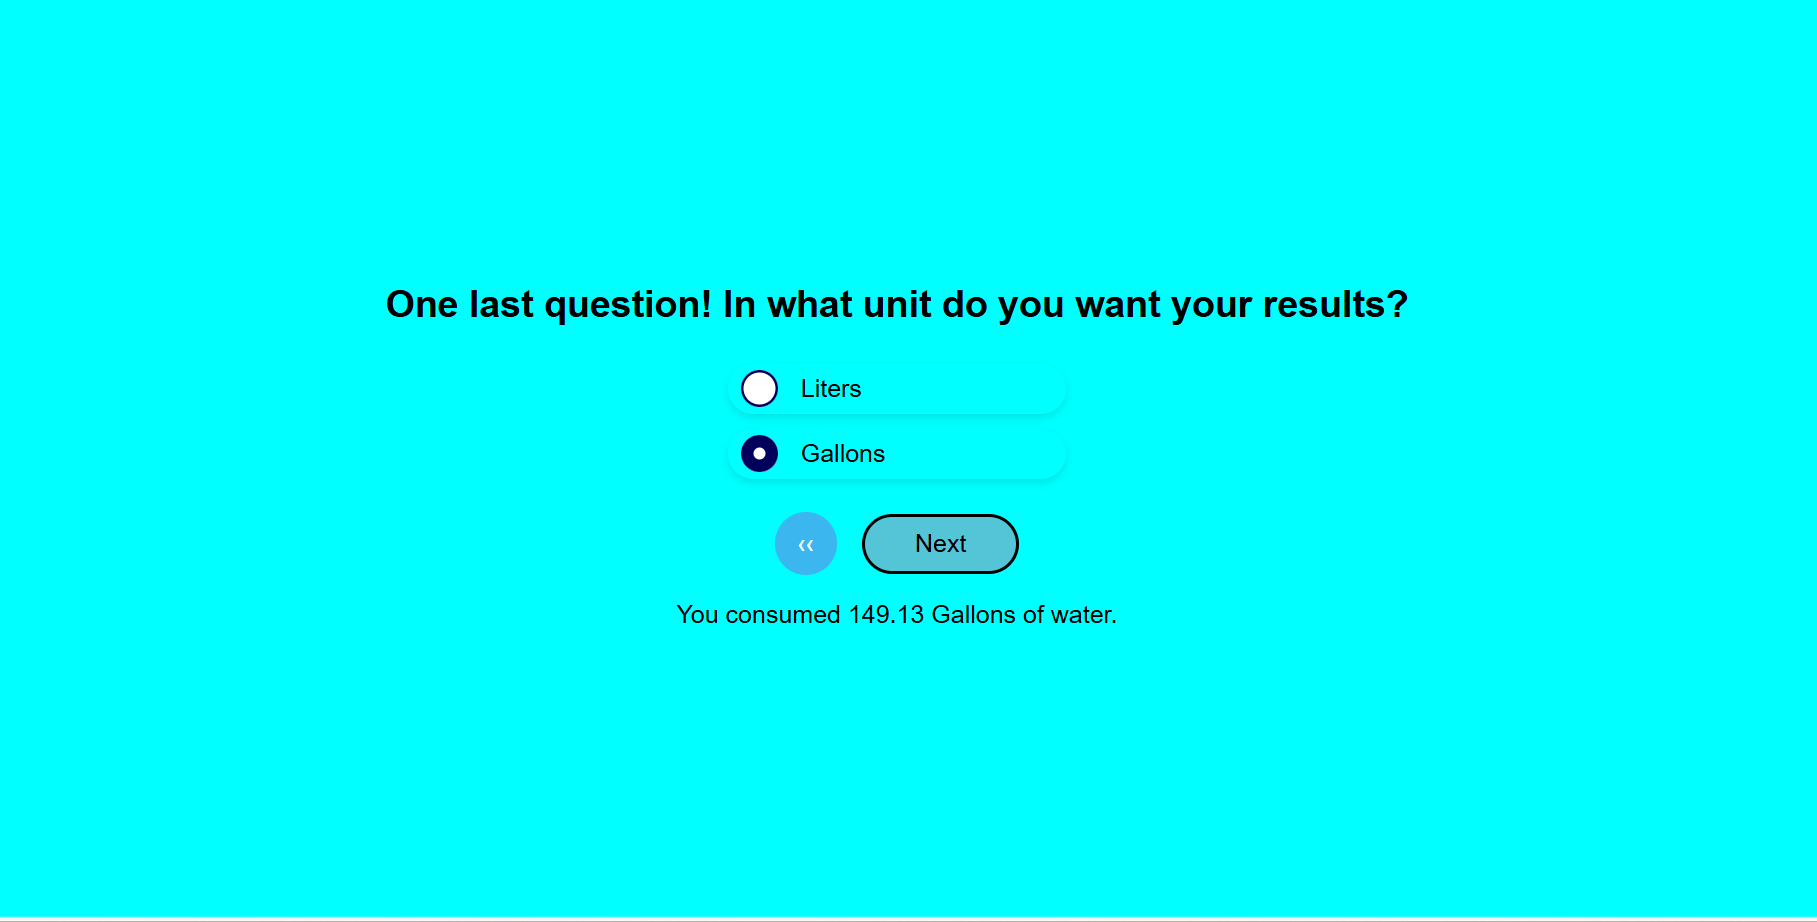 One last question! In what unit do you want your results?
Liters
Gallons
‹‹
Next
You consumed 149.13 Gallons of water.